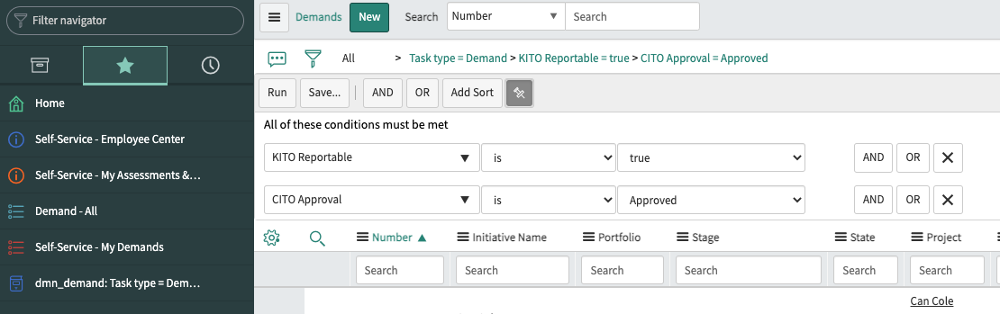 Filter navigator
Demands New Search Number Search
All > Task type = Demand > KITO Reportable = true > CITO Approval = Approved
Run Save... AND OR Add Sort
Home
All of these conditions must be met
Self-Service - Employee Center
KITO Reportable is true AND OR
Self-Service - My Assessments &...
CITO Approval is Approved AND OR
Demand - All
Number Initiative Name Portfolio Stage State Project
Self-Service - My Demands
Search Search Search Search Search Search
dmn_demand: Task type = Dem...
Can Cole